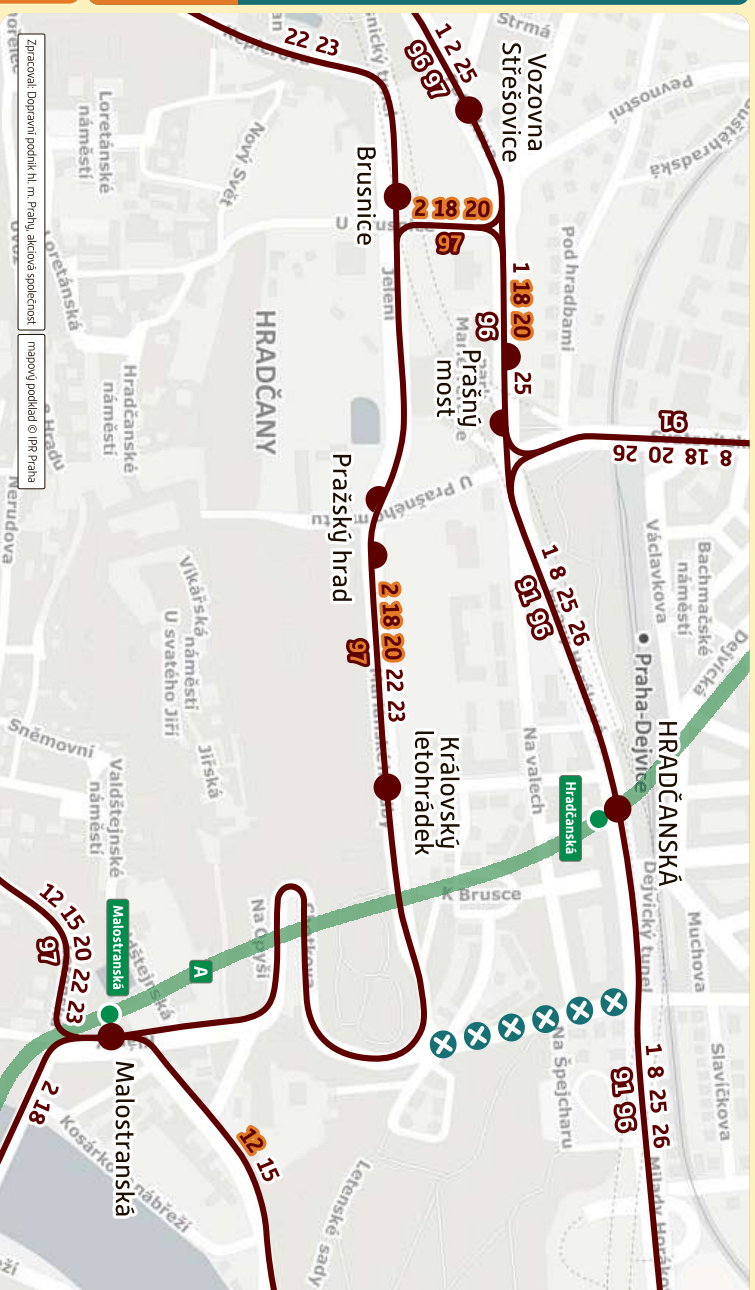 Strmá
Pevnostní
Vozovna
Střešovice
1 2 25
96 97
22 23
Keplerova
Loretánské
náměstí
Nový Svět
Brusnice
2 18 20
97
Jelení
Pod hradbami
1 18 20
25
96
Prašný
most
91
8 18 20 26
U Prašného mostu
HRADČANY
Loretánská
Hradčanské
náměstí
Nerudova
Pražský hrad
2 18 20 22 23
97
1 8 25 26
91 96
Václavkova
Bachmačské
náměstí
Dejvická
Praha-Dejvice
HRADČANSKÁ
Hradčanská
Na valech
Královský
letohrádek
Vikářská
náměstí
U svatého Jiří
Jiřská
Sněmovní
Valdštejnské
náměstí
K Brusce
Dejvický tunel
Muchova
Slavíčkova
Na Špejcharu
Na Opyši
Chotkova
A
Malostranská
Malostranská
12 15 20 22 23
97
2 18
12 15
1 8 25 26
91 96
Kosárkovo nábřeží
Letenské sady
Zpracoval: Dopravní podnik hl. m. Prahy, akciová společnost
mapový podklad © IPR Praha